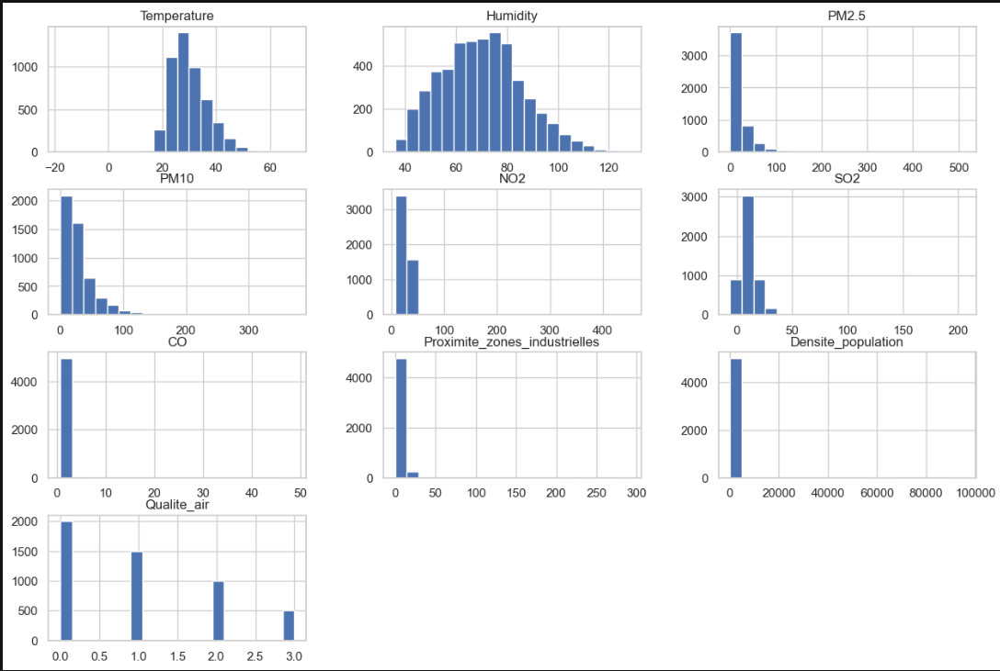 Temperature Humidity PM2.5
1000
500
0
−20 0 20 40 60
400
200
0
40 60 80 100 120
3000
2000
1000
0
0 100 200 300 400 500
PM10 NO2 SO2
2000
1500
1000
500
0
0 100 200 300
3000
2000
1000
0
0 100 200 300 400
3000
2000
1000
0
0 50 100 150 200
CO Proximite_zones_industrielles Densite_population
4000
2000
0
0 10 20 30 40 50
4000
2000
0
0 50 100 150 200 250 300
4000
2000
0
0 20000 40000 60000 80000 100000
Qualite_air
2000
1500
1000
500
0
0.0 0.5 1.0 1.5 2.0 2.5 3.0